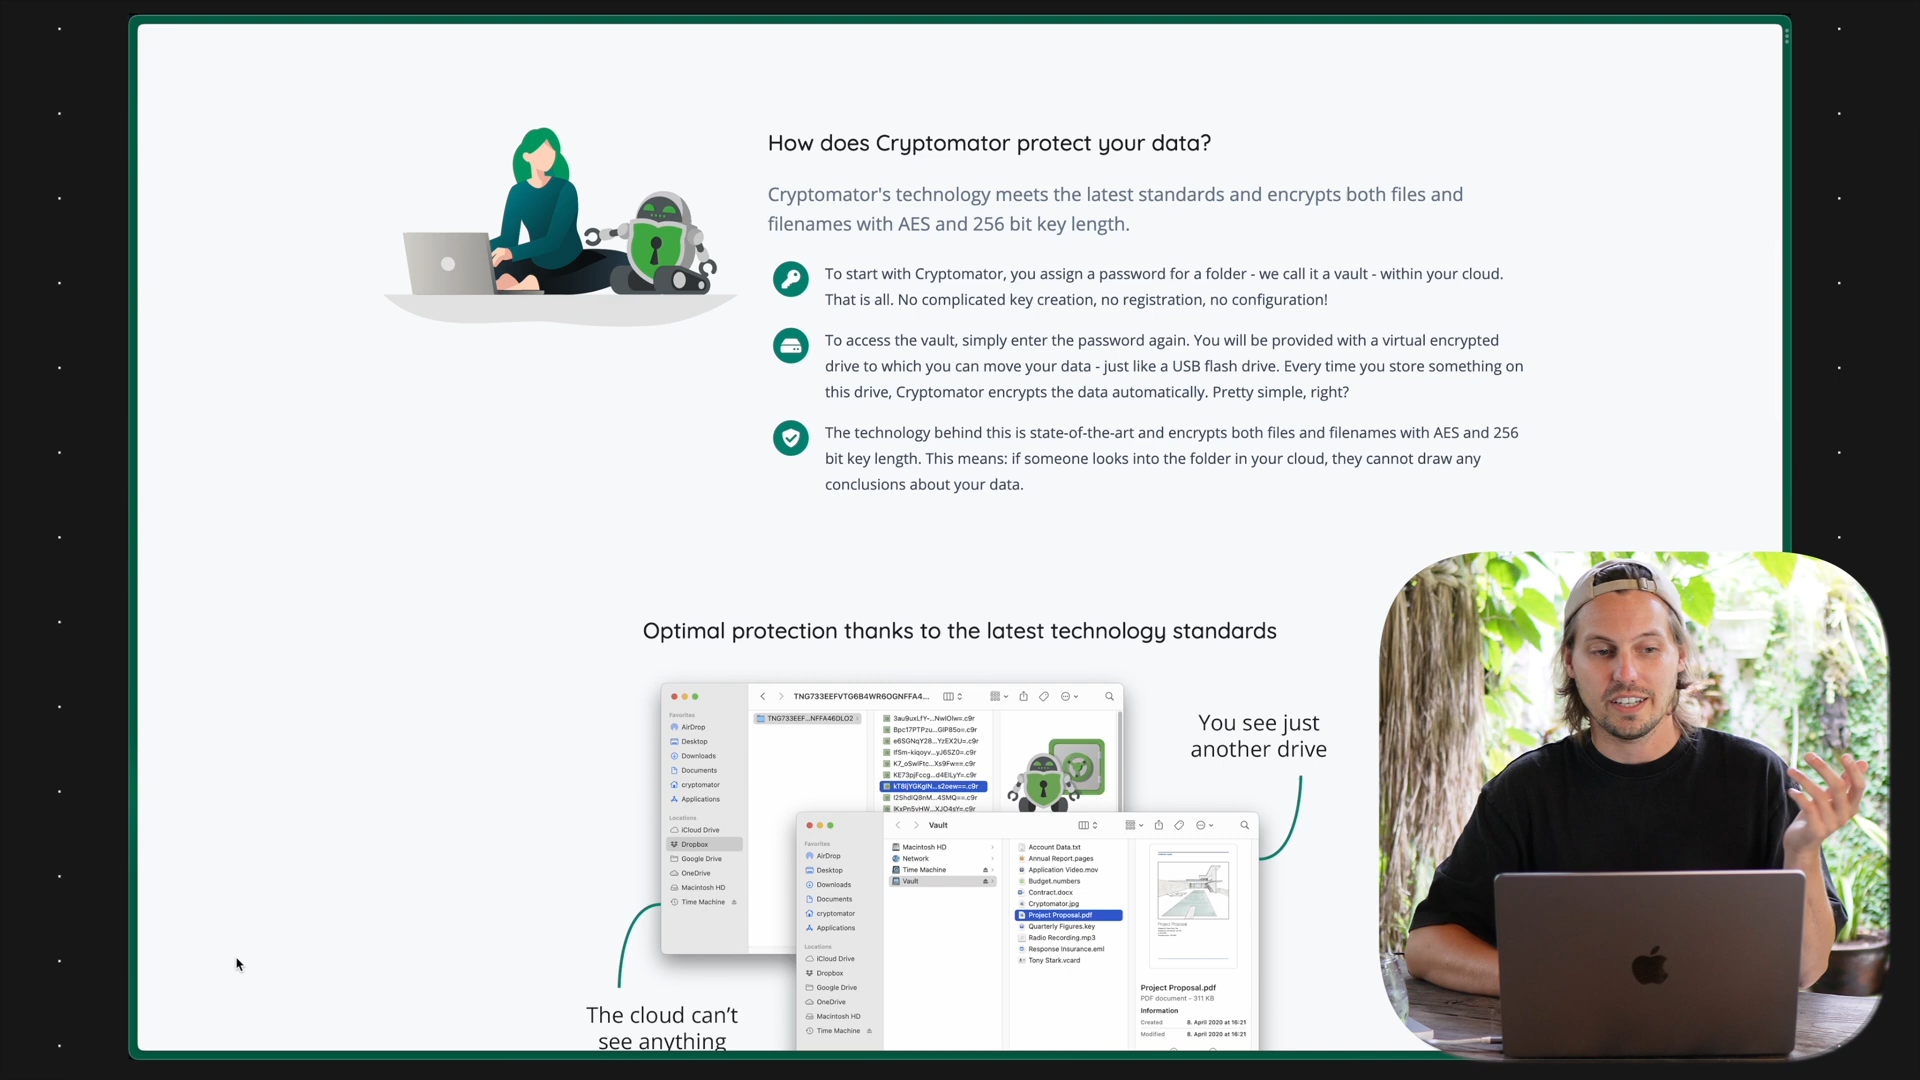 How does Cryptomator protect your data?
Cryptomator's technology meets the latest standards and encrypts both files and
filenames with AES and 256 bit key length.
To start with Cryptomator, you assign a password for a folder - we call it a vault - within your cloud.
That is all. No complicated key creation, no registration, no configuration!
To access the vault, simply enter the password again. You will be provided with a virtual encrypted
drive to which you can move your data - just like a USB flash drive. Every time you store something on
this drive, Cryptomator encrypts the data automatically. Pretty simple, right?
The technology behind this is state-of-the-art and encrypts both files and filenames with AES and 256
bit key length. This means: if someone looks into the folder in your cloud, they cannot draw any
conclusions about your data.
Optimal protection thanks to the latest technology standards
TNG733EEFVTG6B4WR6OGNFFA4...
Favorites
AirDrop
Desktop
Downloads
Documents
cryptomator
Applications
Locations
iCloud Drive
Dropbox
Google Drive
OneDrive
Macintosh HD
Time Machine
TNG733EEF...NFFA46DLO2
3au9uxLfY-...NwIOIw=.c9r
Bpc17PTPzu...GIP85o=.c9r
e6SGNqY28...YzEX2U=.c9r
IfSm-kiqoyv...yJ6SZ0=.c9r
K7_oSwlFtc...Xs9Fw==.c9r
KE73pjFccg...d4EILyY=.c9r
kT8IjYGKgIN...s2oew==.c9r
I2ShdIQ8nM...4SMQ==.c9r
IKxPn5vHW...XJO4sY=.c9r
You see just
another drive
Vault
Favorites
AirDrop
Desktop
Downloads
Documents
cryptomator
Applications
Locations
iCloud Drive
Dropbox
Google Drive
OneDrive
Macintosh HD
Time Machine
Macintosh HD
Network
Time Machine
Vault
Account Data.txt
Annual Report.pages
Application Video.mov
Budget.numbers
Contract.docx
Cryptomator.jpg
Project Proposal.pdf
Quarterly Figures.key
Radio Recording.mp3
Response Insurance.eml
Tony Stark.vcard
Project Proposal.pdf
PDF document - 311 KB
Information
Created 8. April 2020 at 16:21
Modified 8. April 2020 at 16:21
The cloud can't
see anything